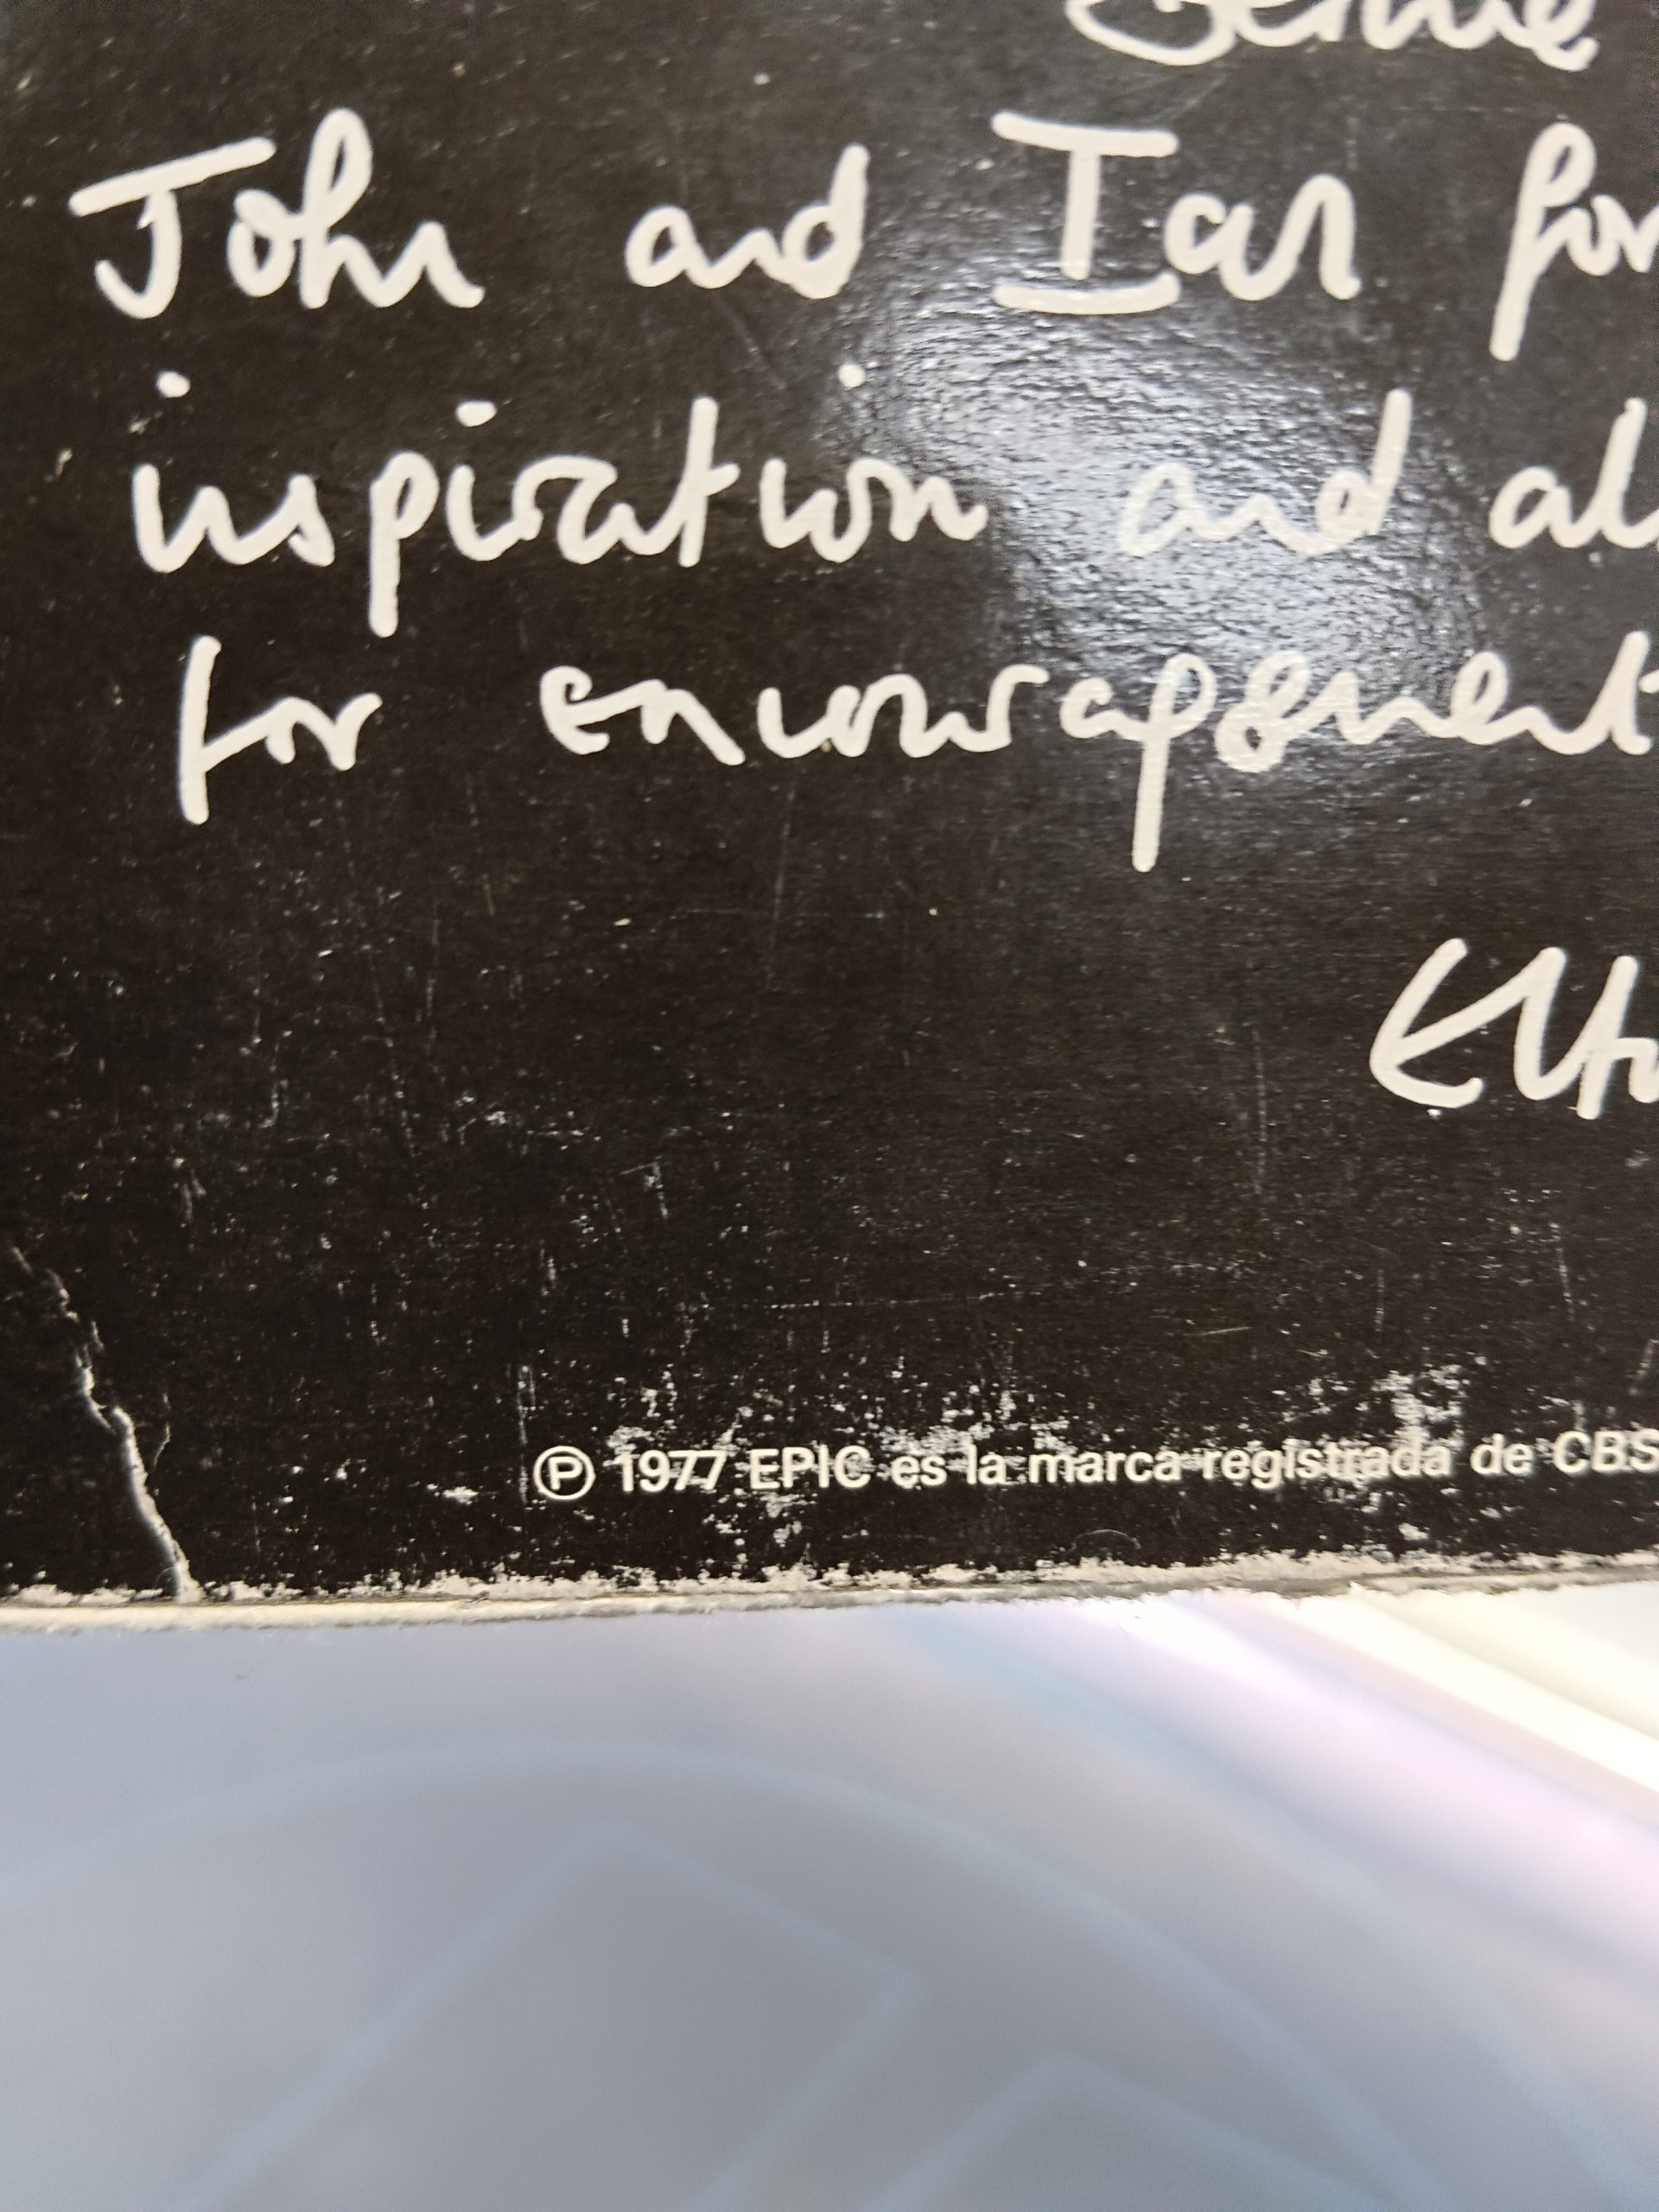 John and Ian for
inspiration and al
for encouragement
℗ 1977 EPIC es la marca registrada de CBS